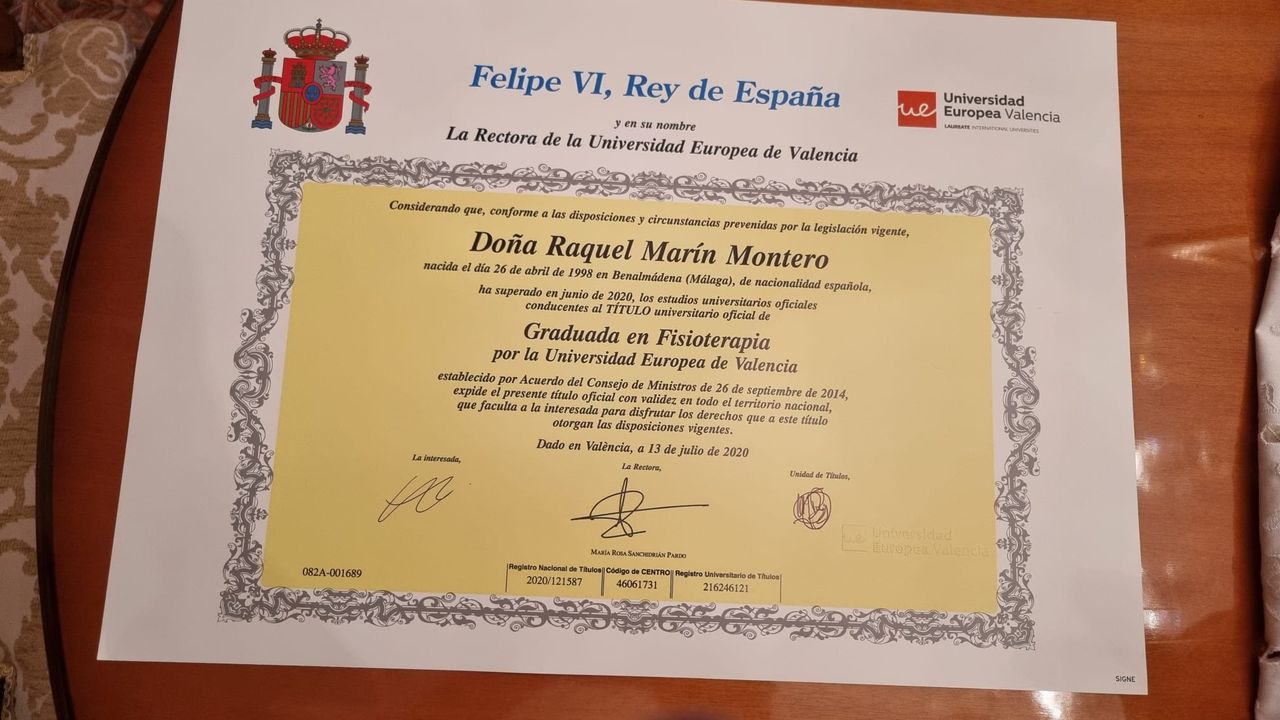 Felipe VI, Rey de España
ue Universidad
Europea Valencia
LAUREATE INTERNATIONAL UNIVERSITIES
y en su nombre
La Rectora de la Universidad Europea de Valencia
Considerando que, conforme a las disposiciones y circunstancias prevenidas por la legislación vigente,
Doña Raquel Marín Montero
nacida el día 26 de abril de 1998 en Benalmádena (Málaga), de nacionalidad española,
ha superado en junio de 2020, los estudios universitarios oficiales
conducentes al TÍTULO universitario oficial de
Graduada en Fisioterapia
por la Universidad Europea de Valencia
establecido por Acuerdo del Consejo de Ministros de 26 de septiembre de 2014,
expide el presente título oficial con validez en todo el territorio nacional,
que faculta a la interesada para disfrutar los derechos que a este título
otorgan las disposiciones vigentes.
Dado en València, a 13 de julio de 2020
La interesada,
La Rectora,
Unidad de Títulos,
MARÍA ROSA SANCHIDRIÁN PARDO
ue Universidad
Europea Valencia
082A-001689
Registro Nacional de Títulos
2020/121587
Código de CENTRO
46061731
Registro Universitario de Títulos
216246121
SIGNE